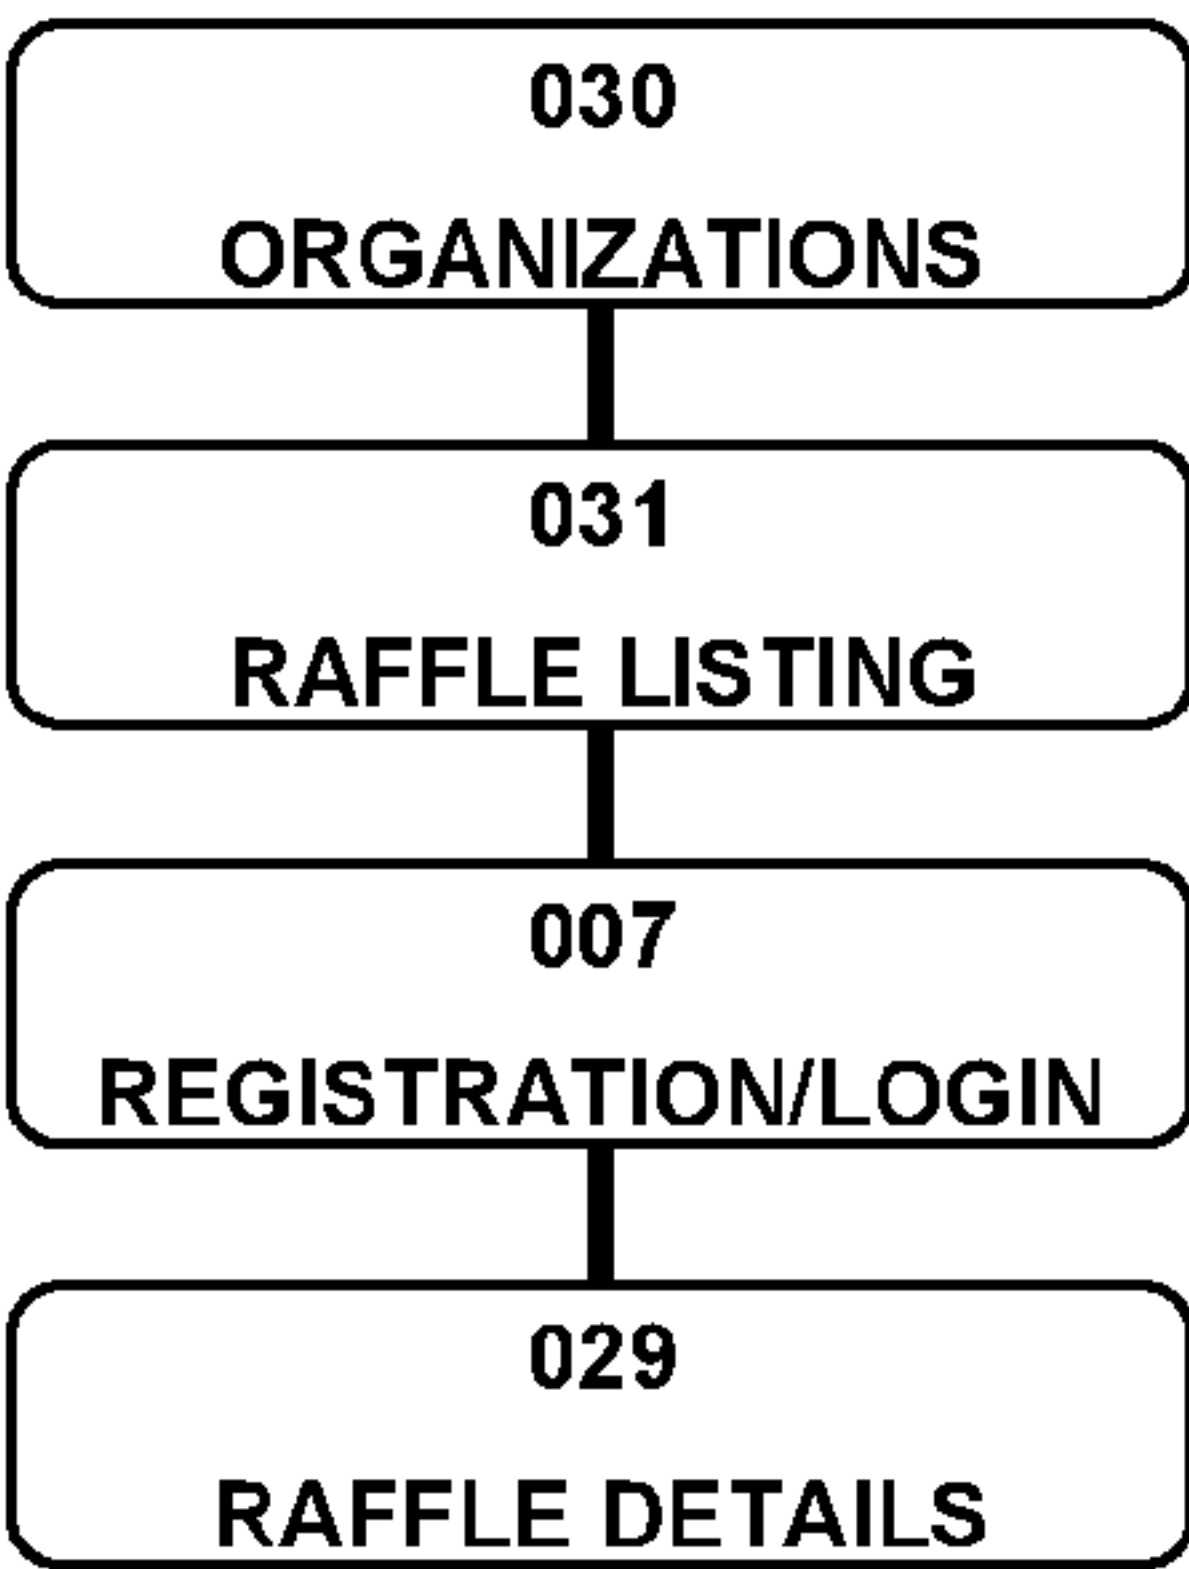 030
ORGANIZATIONS
031
RAFFLE LISTING
007
REGISTRATION/LOGIN
029
RAFFLE DETAILS